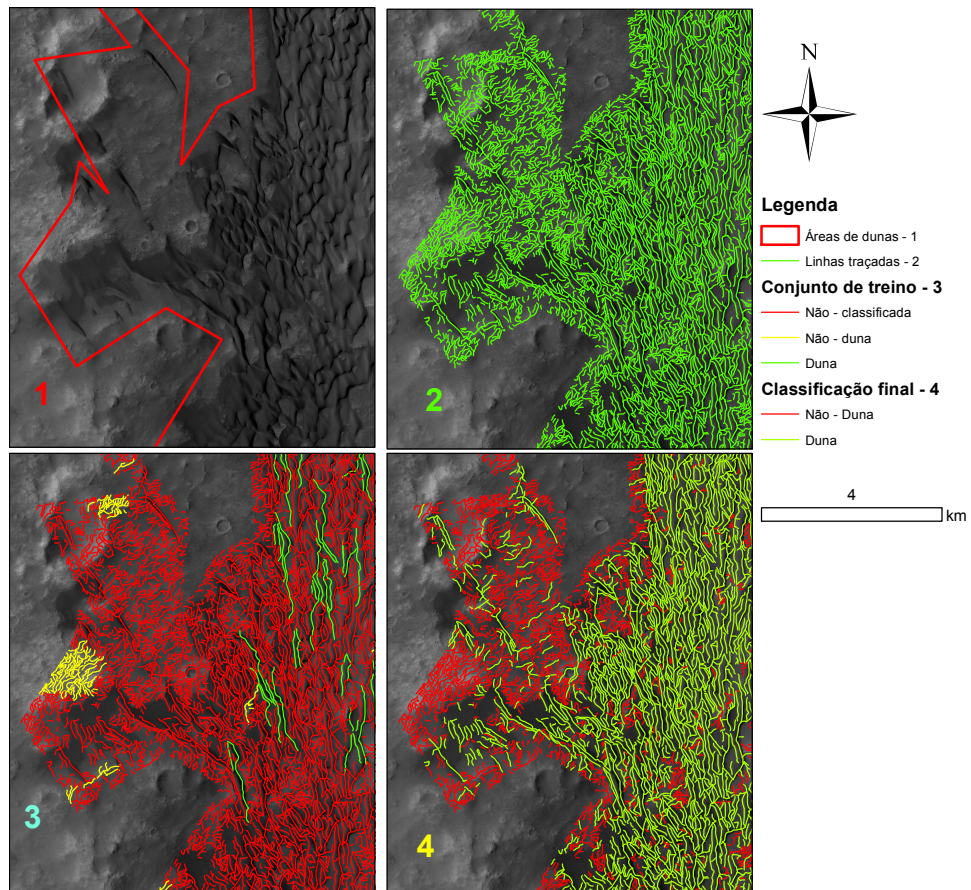 1
2
3
4
N
Legenda
Áreas de dunas - 1
Linhas traçadas - 2
Conjunto de treino - 3
Não - classificada
Não - duna
Duna
Classificação final - 4
Não - Duna
Duna
4
km